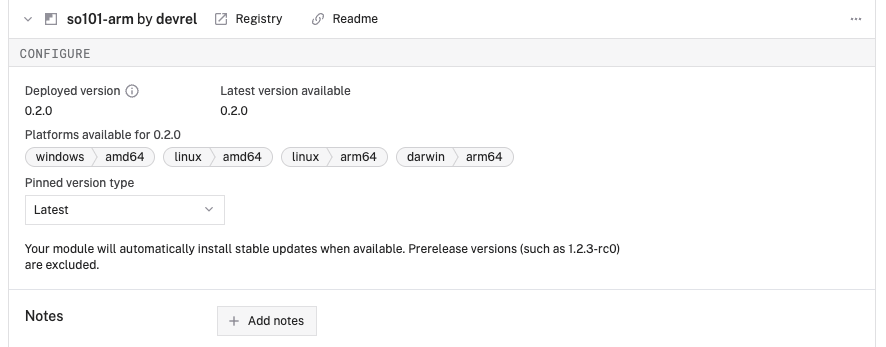 so101-arm by devrel Registry Readme
CONFIGURE
Deployed version Latest version available
0.2.0 0.2.0
Platforms available for 0.2.0
windows amd64 linux amd64 linux arm64 darwin arm64
Pinned version type
Latest
Your module will automatically install stable updates when available. Prerelease versions (such as 1.2.3-rc0)
are excluded.
Notes + Add notes